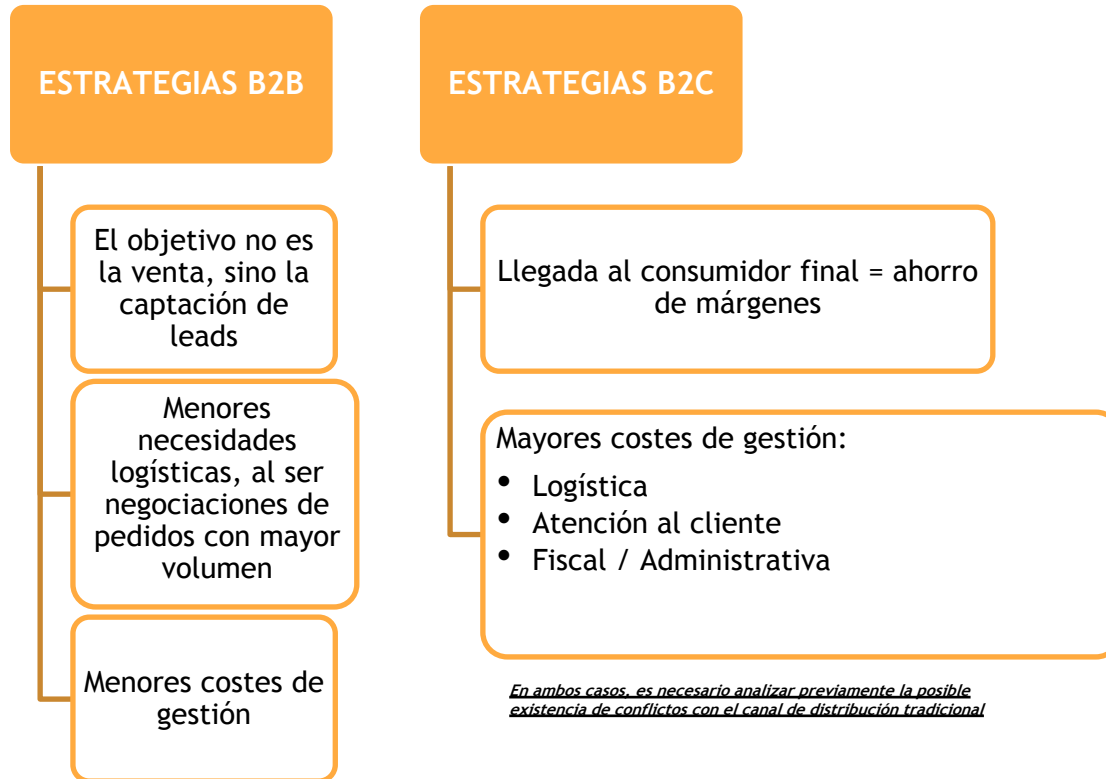 ESTRATEGIAS B2B
El objetivo no es
la venta, sino la
captación de
leads
Menores
necesidades
logísticas, al ser
negociaciones de
pedidos con mayor
volumen
Menores costes de
gestión
ESTRATEGIAS B2C
Llegada al consumidor final = ahorro
de márgenes
Mayores costes de gestión:
• Logística
• Atención al cliente
• Fiscal / Administrativa
En ambos casos, es necesario analizar previamente la posible
existencia de conflictos con el canal de distribución tradicional